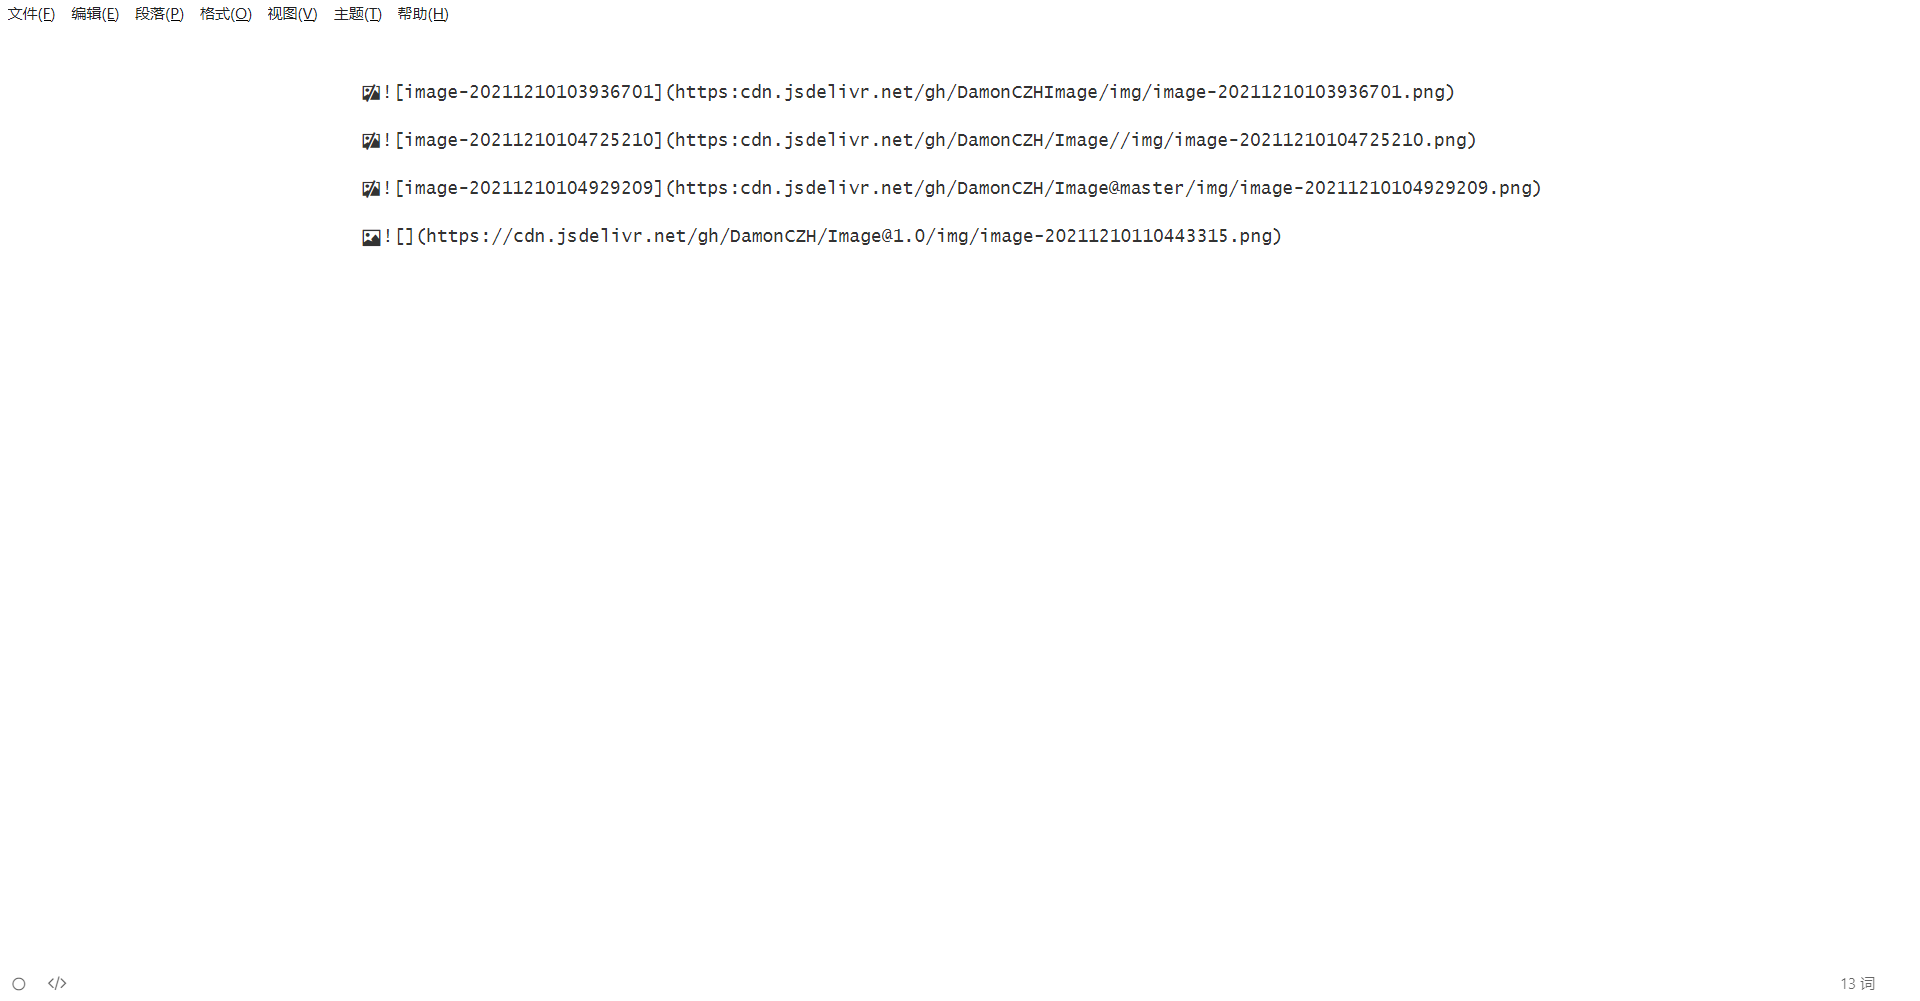 文件(F) 编辑(E) 段落(P) 格式(O) 视图(V) 主题(T) 帮助(H)
![image-20211210103936701](https:cdn.jsdelivr.net/gh/DamonCZHImage/img/image-20211210103936701.png)
![image-20211210104725210](https:cdn.jsdelivr.net/gh/DamonCZH/Image//img/image-20211210104725210.png)
![image-20211210104929209](https:cdn.jsdelivr.net/gh/DamonCZH/Image@master/img/image-20211210104929209.png)
![](https://cdn.jsdelivr.net/gh/DamonCZH/Image@1.0/img/image-20211210110443315.png)
</> 13 词